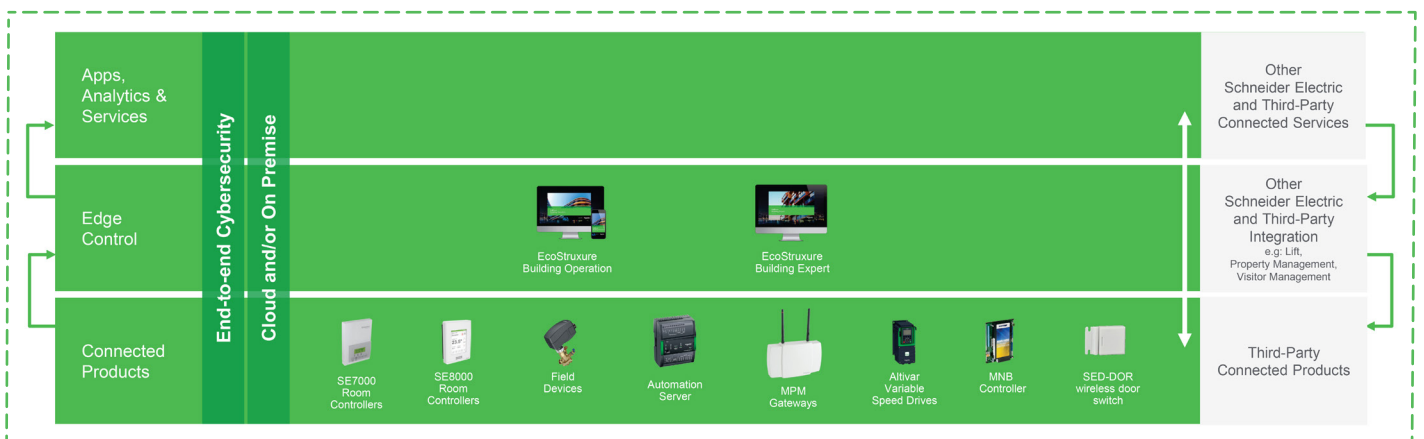 Apps,
Analytics &
Services
End-to-end Cybersecurity
Cloud and/or On Premise
Other
Schneider Electric
and Third-Party
Connected Services
Edge
Control
EcoStruxure
Building Operation
EcoStruxure
Building Expert
Other
Schneider Electric
and Third-Party
Integration
e.g: Lift,
Property Management,
Visitor Management
Connected
Products
SE7000
Room
Controllers
SE8000
Room
Controllers
Field
Devices
Automation
Server
MPM
Gateways
Altivar
Variable
Speed Drives
MNB
Controller
SED-DOR
wireless door
switch
Third-Party
Connected Products